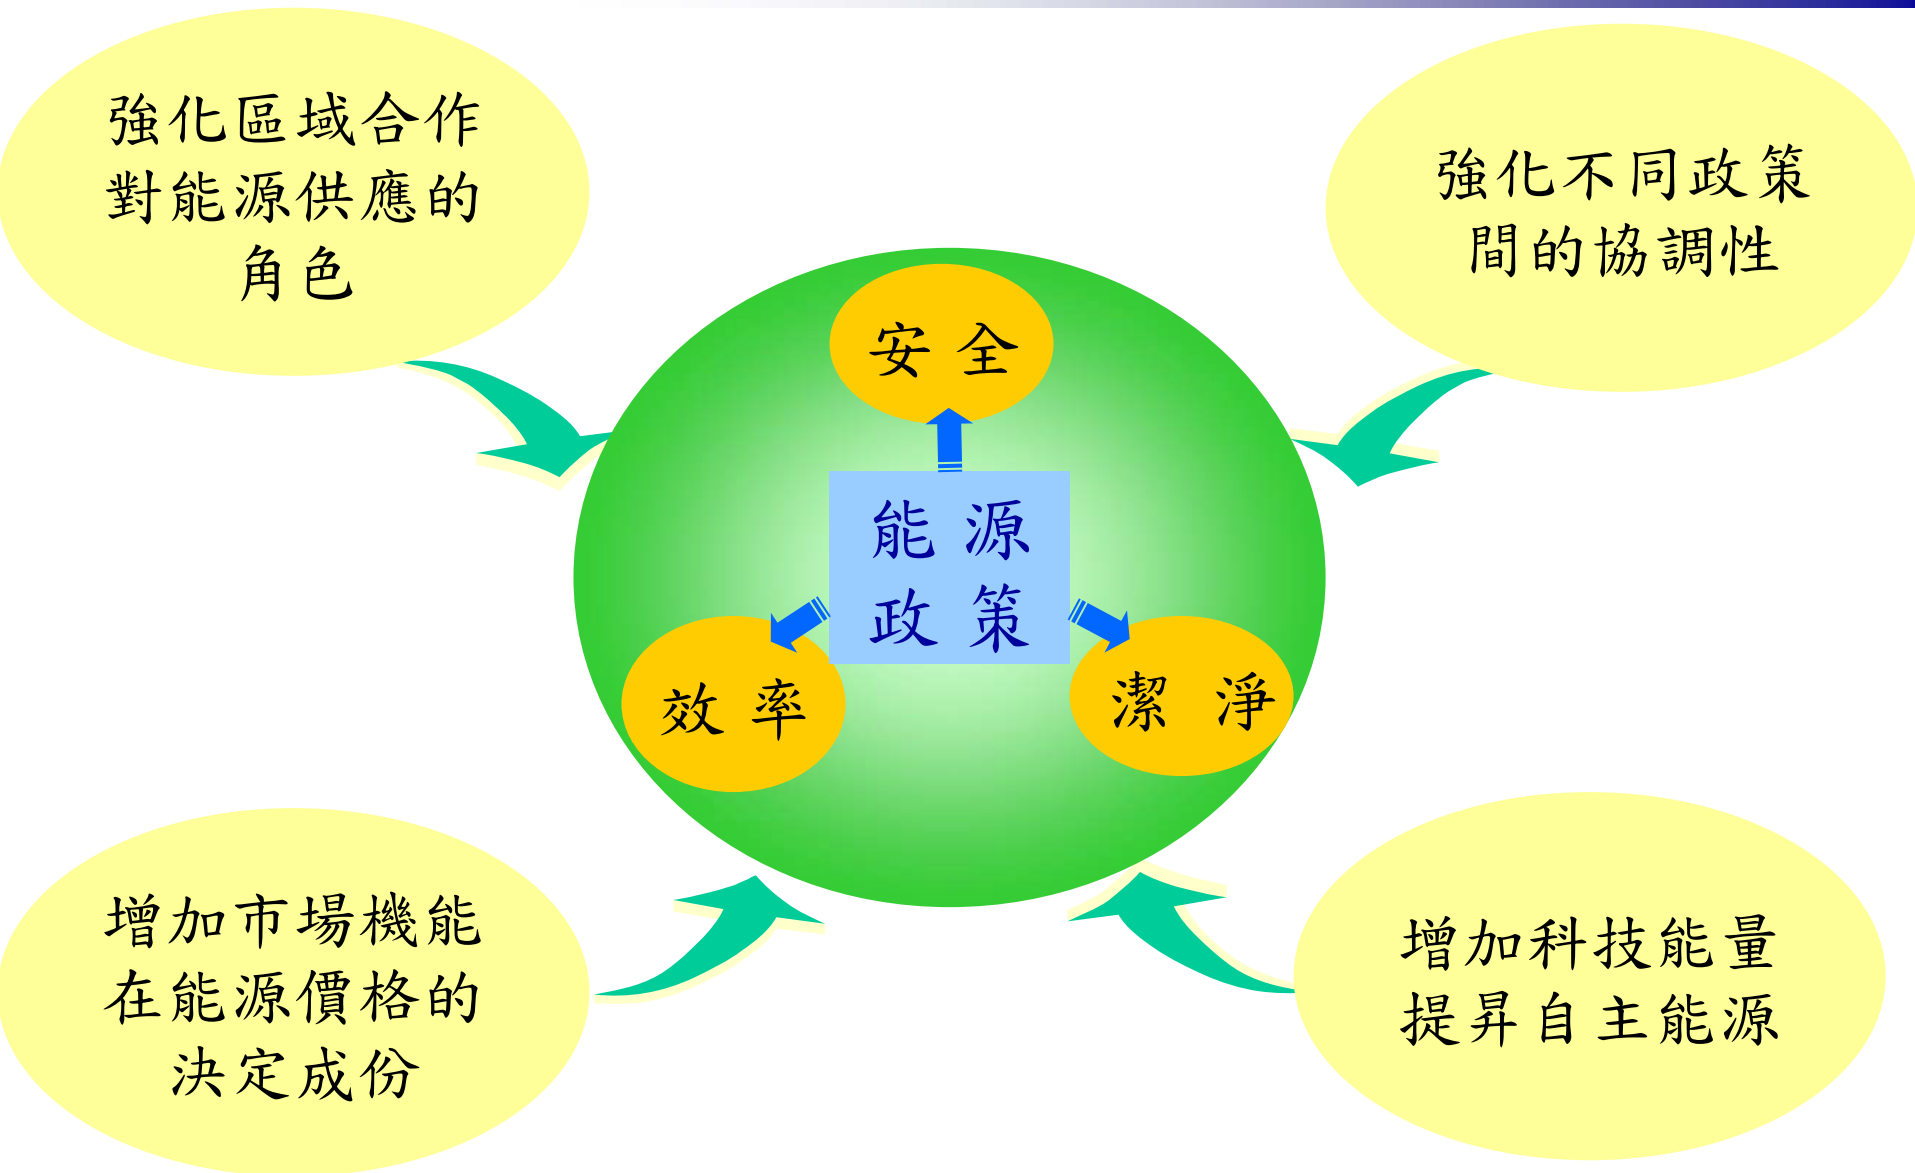 強化區域合作
對能源供應的
角色
強化不同政策
間的協調性
安全
能源
政策
效率
潔淨
增加市場機能
在能源價格的
決定成份
增加科技能量
提昇自主能源